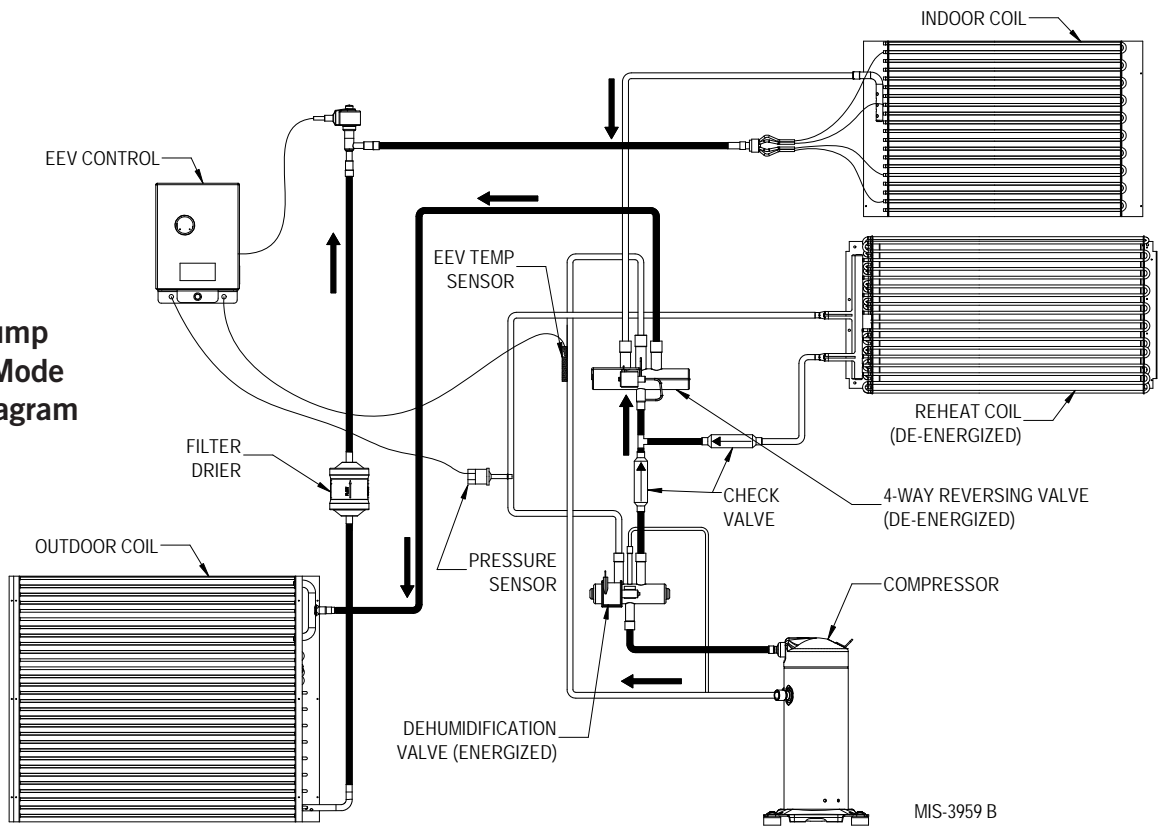 INDOOR COIL
EEV CONTROL
EEV TEMP
SENSOR
ump
Mode
agram
REHEAT COIL
(DE-ENERGIZED)
FILTER
DRIER
CHECK
VALVE
4-WAY REVERSING VALVE
(DE-ENERGIZED)
OUTDOOR COIL
PRESSURE
SENSOR
COMPRESSOR
DEHUMIDIFICATION
VALVE (ENERGIZED)
MIS-3959 B